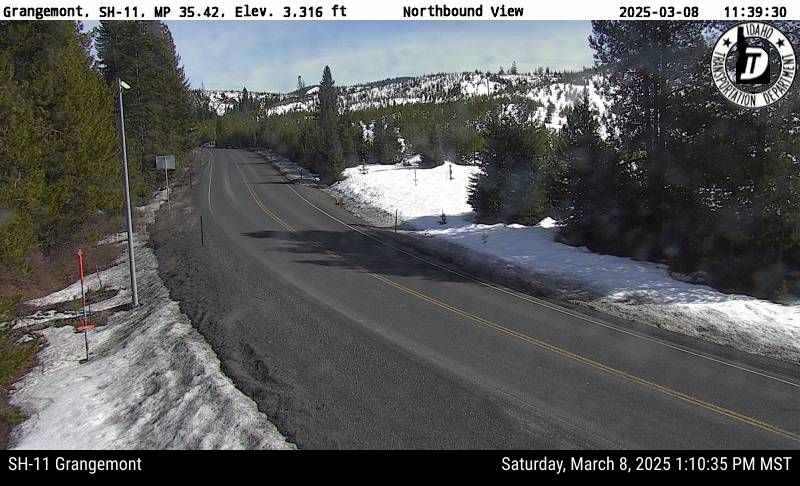 Grangemont, SH-11, MP 35.42, Elev. 3,316 ft Northbound View 2025-03-08 11:39:30
IDAHO
TRANSPORTATION DEPARTMENT
SH-11 Grangemont Saturday, March 8, 2025 1:10:35 PM MST